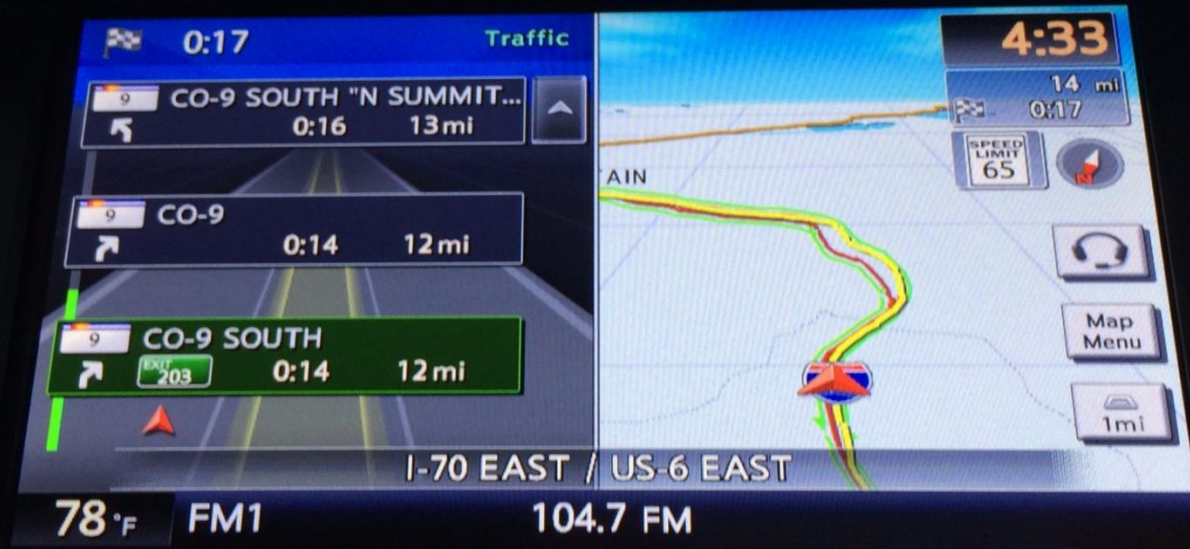 0:17
Traffic
9
CO-9 SOUTH "N SUMMIT...
0:16 13mi
9
CO-9
0:14 12mi
9
CO-9 SOUTH
EXIT
203
0:14 12mi
AIN
4:33
14 mi
0:17
SPEED
LIMIT
65
N
Map
Menu
1mi
I-70 EAST / US-6 EAST
78°F FM1 104.7 FM